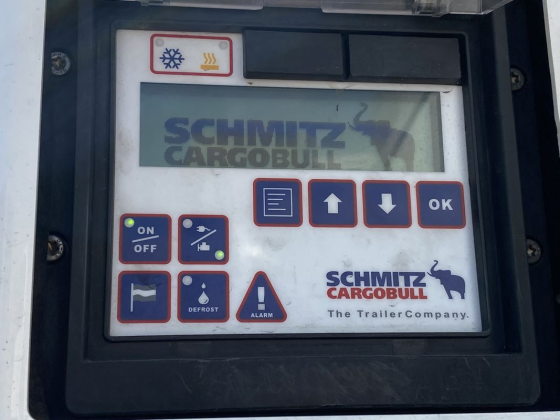 SCHMITZ
CARGOBULL
OK
ON
OFF
DEFROST
ALARM
SCHMITZ
CARGOBULL
The TrailerCompany.